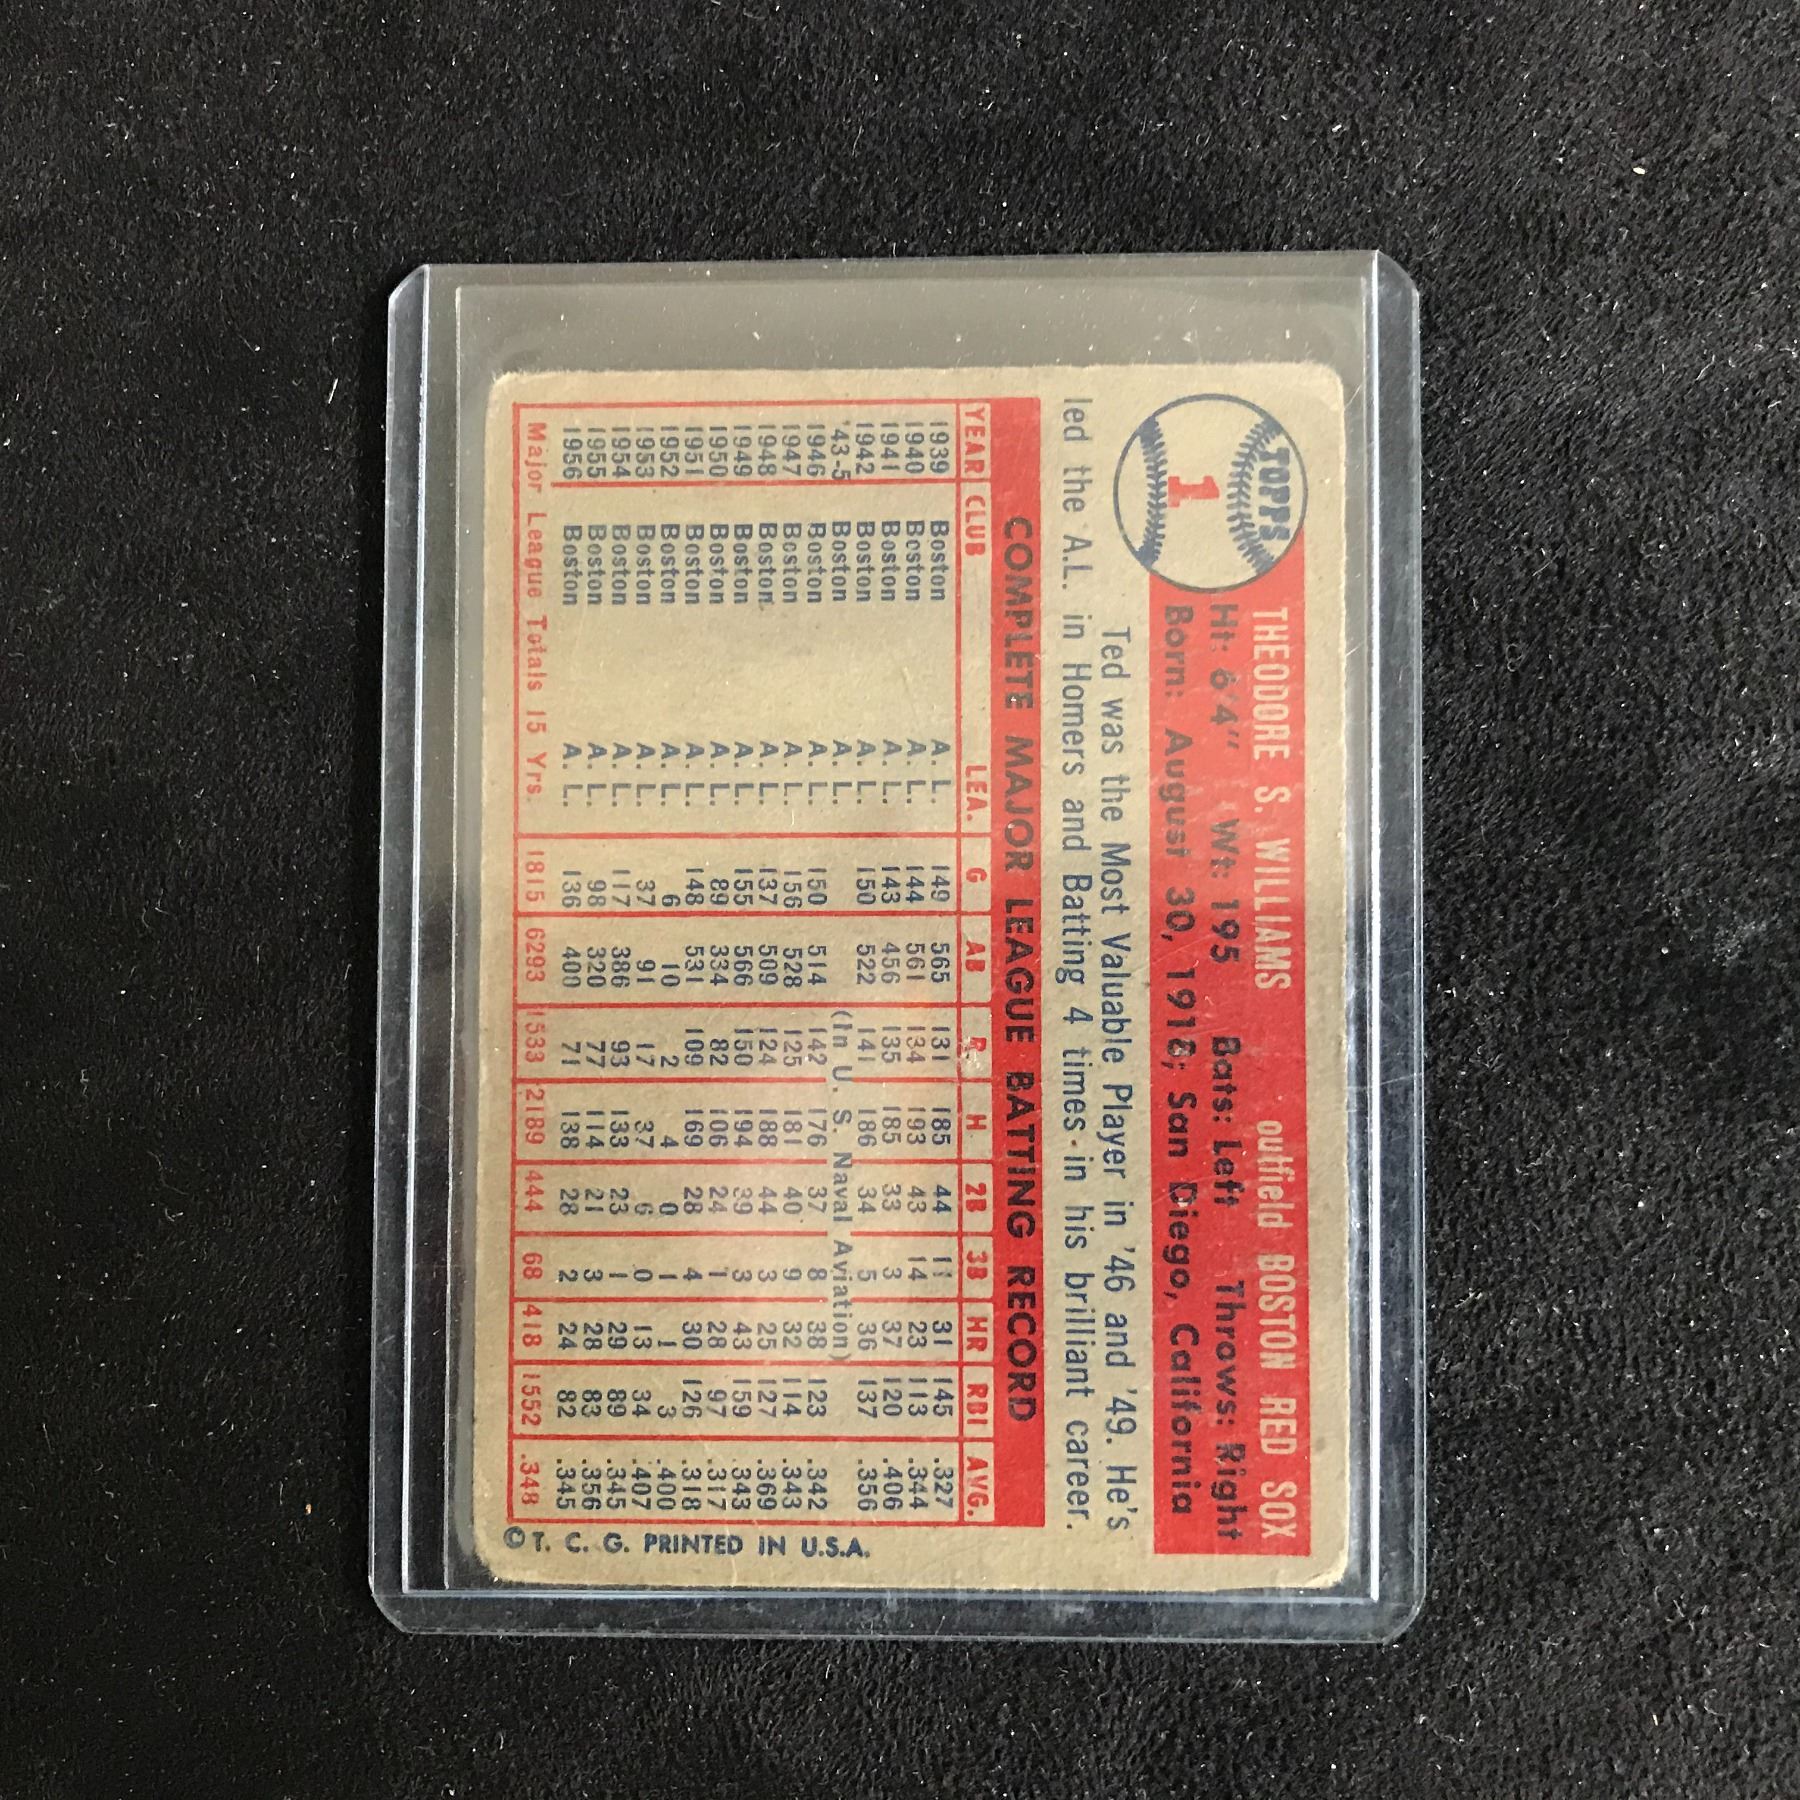 TOPPS
1
THEODORE S. WILLIAMS outfield BOSTON RED SOX
Ht: 6'4" Wt: 195 Bats: Left Throws: Right
Born: August 30, 1918; San Diego, California
Ted was the Most Valuable Player in '46 and '49. He's
led the A.L. in Homers and Batting 4 times in his brilliant career.
COMPLETE MAJOR LEAGUE BATTING RECORD
YEAR CLUB LEA. G AB R H 2B 3B HR RBI AVG.
1939 Boston A. L. 149 565 131 185 44 11 31 145 .327
1940 Boston A. L. 144 561 134 193 43 14 23 113 .344
1941 Boston A. L. 143 456 135 185 33 3 37 120 .406
1942 Boston A. L. 150 522 141 186 34 5 36 137 .356
'43-5 Boston A. L. (In U. S. Naval Aviation)
1946 Boston A. L. 150 514 142 176 37 8 38 123 .342
1947 Boston A. L. 156 528 125 181 40 9 32 114 .343
1948 Boston A. L. 137 509 124 188 44 3 25 127 .369
1949 Boston A. L. 155 566 150 194 39 3 43 159 .343
1950 Boston A. L. 89 334 82 106 24 1 28 97 .317
1951 Boston A. L. 148 531 109 169 28 4 30 126 .318
1952 Boston A. L. 6 10 2 4 0 1 1 3 .400
1953 Boston A. L. 37 91 17 37 6 0 13 34 .407
1954 Boston A. L. 117 386 93 133 23 1 29 89 .345
1955 Boston A. L. 98 320 77 114 21 3 28 83 .356
1956 Boston A. L. 136 400 71 138 28 2 24 82 .345
Major League Totals 15 Yrs. 1815 6293 1533 2189 444 68 418 1552 .348
© T. C. G. PRINTED IN U.S.A.